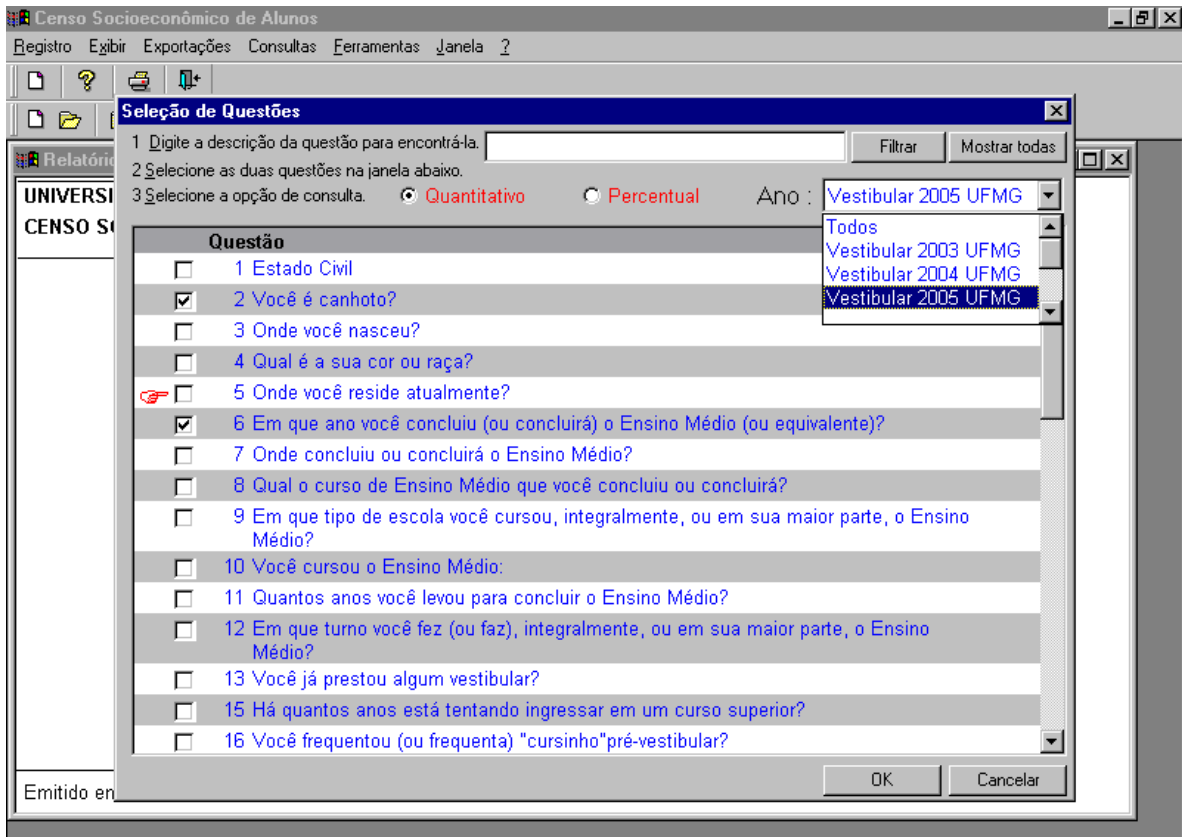 Censo Socioeconômico de Alunos
Registro Exibir Exportações Consultas Ferramentas Janela ?
Seleção de Questões
1 Digite a descrição da questão para encontrá-la.
Filtrar
Mostrar todas
2 Selecione as duas questões na janela abaixo.
3 Selecione a opção de consulta.
Quantitativo
Percentual
Ano :
Vestibular 2005 UFMG
Todos
Vestibular 2003 UFMG
Vestibular 2004 UFMG
Vestibular 2005 UFMG
Questão
1 Estado Civil
2 Você é canhoto?
3 Onde você nasceu?
4 Qual é a sua cor ou raça?
5 Onde você reside atualmente?
6 Em que ano você concluiu (ou concluirá) o Ensino Médio (ou equivalente)?
7 Onde concluiu ou concluirá o Ensino Médio?
8 Qual o curso de Ensino Médio que você concluiu ou concluirá?
9 Em que tipo de escola você cursou, integralmente, ou em sua maior parte, o Ensino
Médio?
10 Você cursou o Ensino Médio:
11 Quantos anos você levou para concluir o Ensino Médio?
12 Em que turno você fez (ou faz), integralmente, ou em sua maior parte, o Ensino
Médio?
13 Você já prestou algum vestibular?
15 Há quantos anos está tentando ingressar em um curso superior?
16 Você frequentou (ou frequenta) "cursinho"pré-vestibular?
OK
Cancelar
Relatório
UNIVERSI
CENSO S
Emitido en